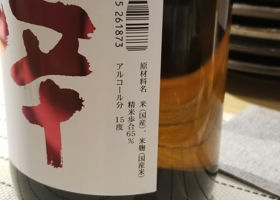 5 261873
原材料名 米(国産)、米麹(国産米)
精米歩合65%
アルコール分 15度